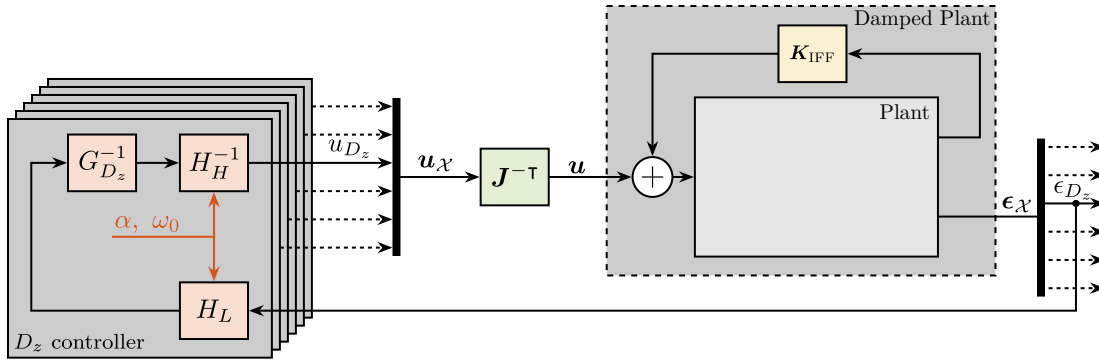 Damped Plant
K_IFF
Plant
G_{D_z}^{-1}
H_H^{-1}
u_{D_z}
u_𝒳
J^{-⊤}
u
+
ϵ_𝒳
ϵ_{D_z}
α, ω_0
H_L
D_z controller